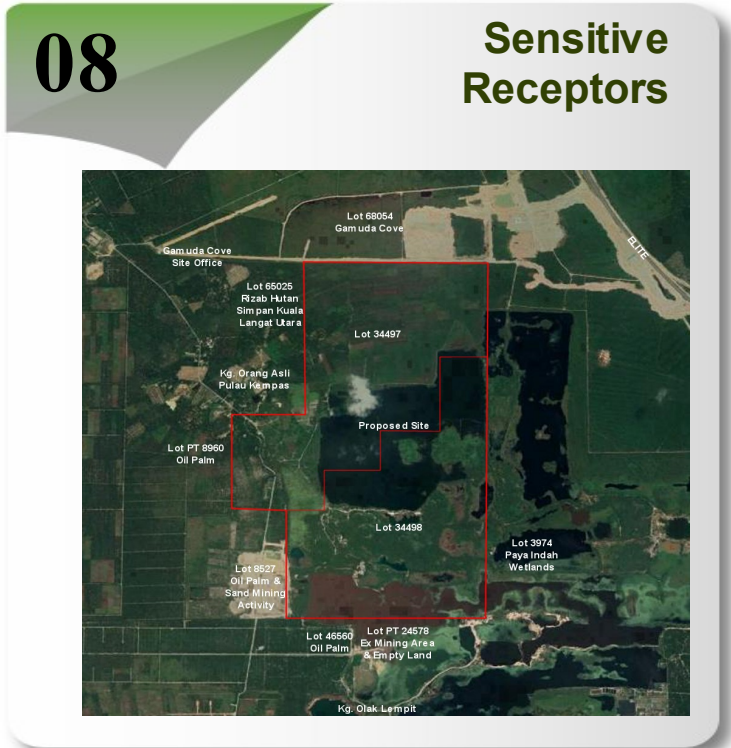 08
Sensitive
Receptors
Lot 68054
Gamuda Cove
Gamuda Cove
Site Office
ELITE
Lot 65025
Rizab Hutan
Simpan Kuala
Langat Utara
Lot 34497
Kg. Orang Asli
Pulau Kempas
Proposed Site
Lot PT 8960
Oil Palm
Lot 34498
Lot 3974
Paya Indah
Wetlands
Lot 8527
Oil Palm &
Sand Mining
Activity
Lot 46560
Oil Palm
Lot PT 24578
Ex Mining Area
& Empty Land
Kg. Olak Lempit